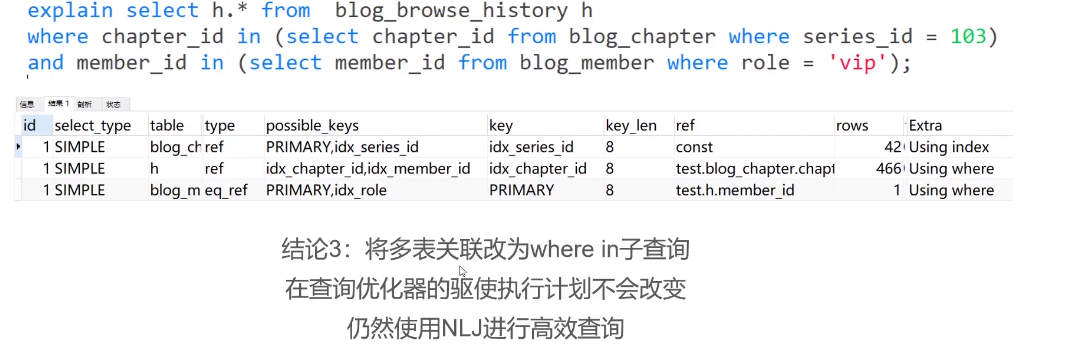 explain select h.* from blog_browse_history h
where chapter_id in (select chapter_id from blog_chapter where series_id = 103)
and member_id in (select member_id from blog_member where role = 'vip');
信息 结果 1 剖析 状态
id select_type table type possible_keys key key_len ref rows Extra
1 SIMPLE blog_ch ref PRIMARY,idx_series_id idx_series_id 8 const 42 Using index
1 SIMPLE h ref idx_chapter_id,idx_member_id idx_chapter_id 8 test.blog_chapter.chapt 466 Using where
1 SIMPLE blog_m eq_ref PRIMARY,idx_role PRIMARY 8 test.h.member_id 1 Using where
结论3：将多表关联改为where in子查询
在查询优化器的驱使执行计划不会改变
仍然使用NLJ进行高效查询